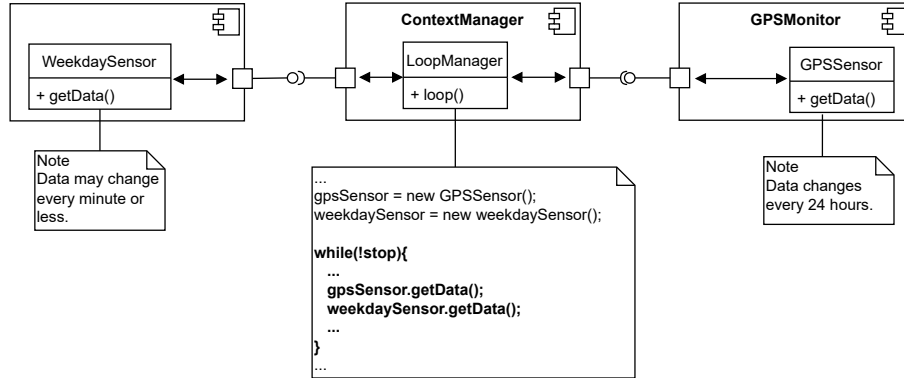 WeekdaySensor
+ getData()
Note
Data may change
every minute or
less.
ContextManager
LoopManager
+ loop()
...
gpsSensor = new GPSSensor();
weekdaySensor = new weekdaySensor();
while(!stop){
...
gpsSensor.getData();
weekdaySensor.getData();
...
}
...
GPSMonitor
GPSSensor
+ getData()
Note
Data changes
every 24 hours.